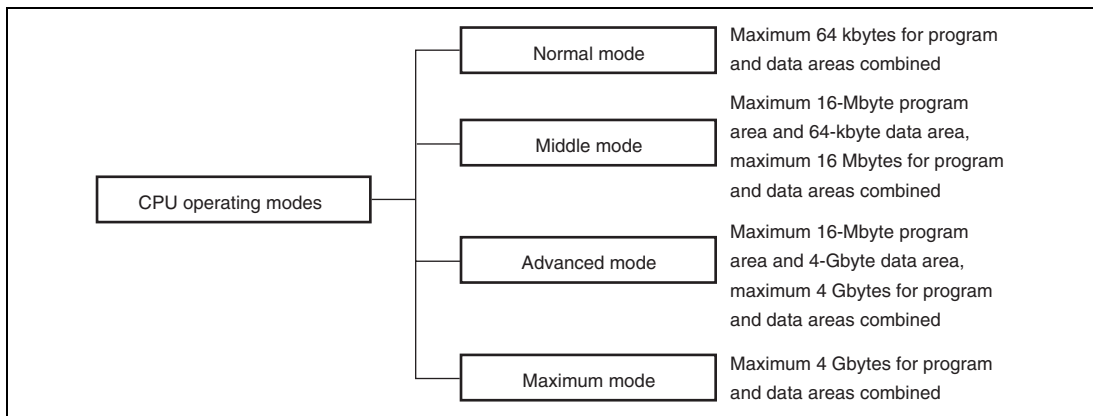 Normal mode
Maximum 64 kbytes for program
and data areas combined
Middle mode
Maximum 16-Mbyte program
area and 64-kbyte data area,
maximum 16 Mbytes for program
and data areas combined
CPU operating modes
Advanced mode
Maximum 16-Mbyte program
area and 4-Gbyte data area,
maximum 4 Gbytes for program
and data areas combined
Maximum mode
Maximum 4 Gbytes for program
and data areas combined